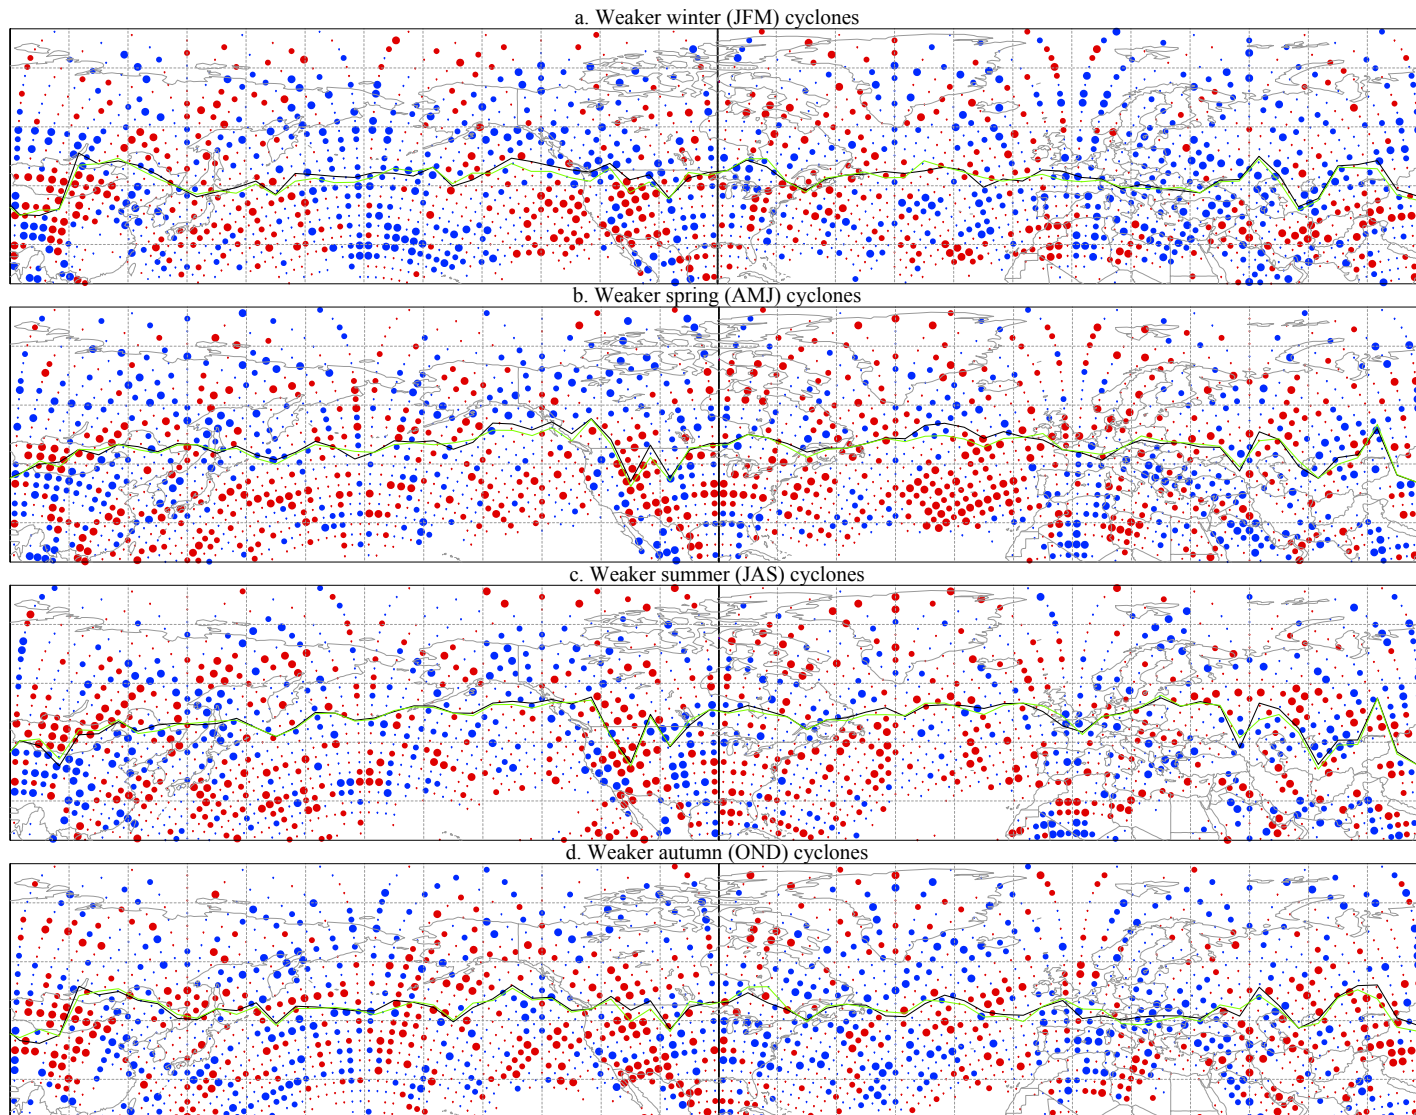 a. Weaker winter (JFM) cyclones
b. Weaker spring (AMJ) cyclones
c. Weaker summer (JAS) cyclones
d. Weaker autumn (OND) cyclones